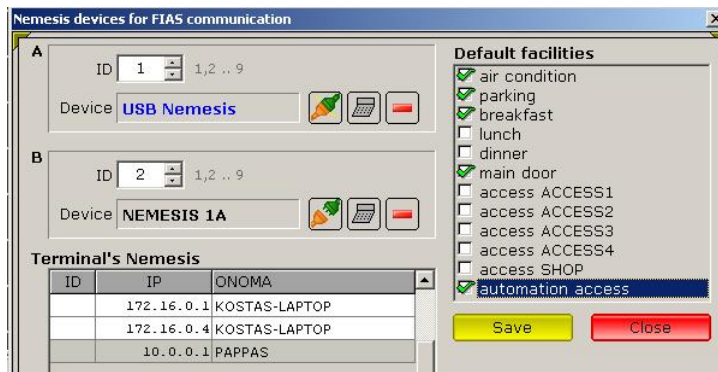 Nemesis devices for FIAS communication
A
ID 1 1,2 .. 9
Device USB Nemesis
B
ID 2 1,2 .. 9
Device NEMESIS 1A
Terminal's Nemesis
ID IP ONOMA
172.16.0.1 KOSTAS-LAPTOP
172.16.0.4 KOSTAS-LAPTOP
10.0.0.1 PAPPAS
Default facilities
air condition
parking
breakfast
lunch
dinner
main door
access ACCESS1
access ACCESS2
access ACCESS3
access ACCESS4
access SHOP
automation access
Save Close